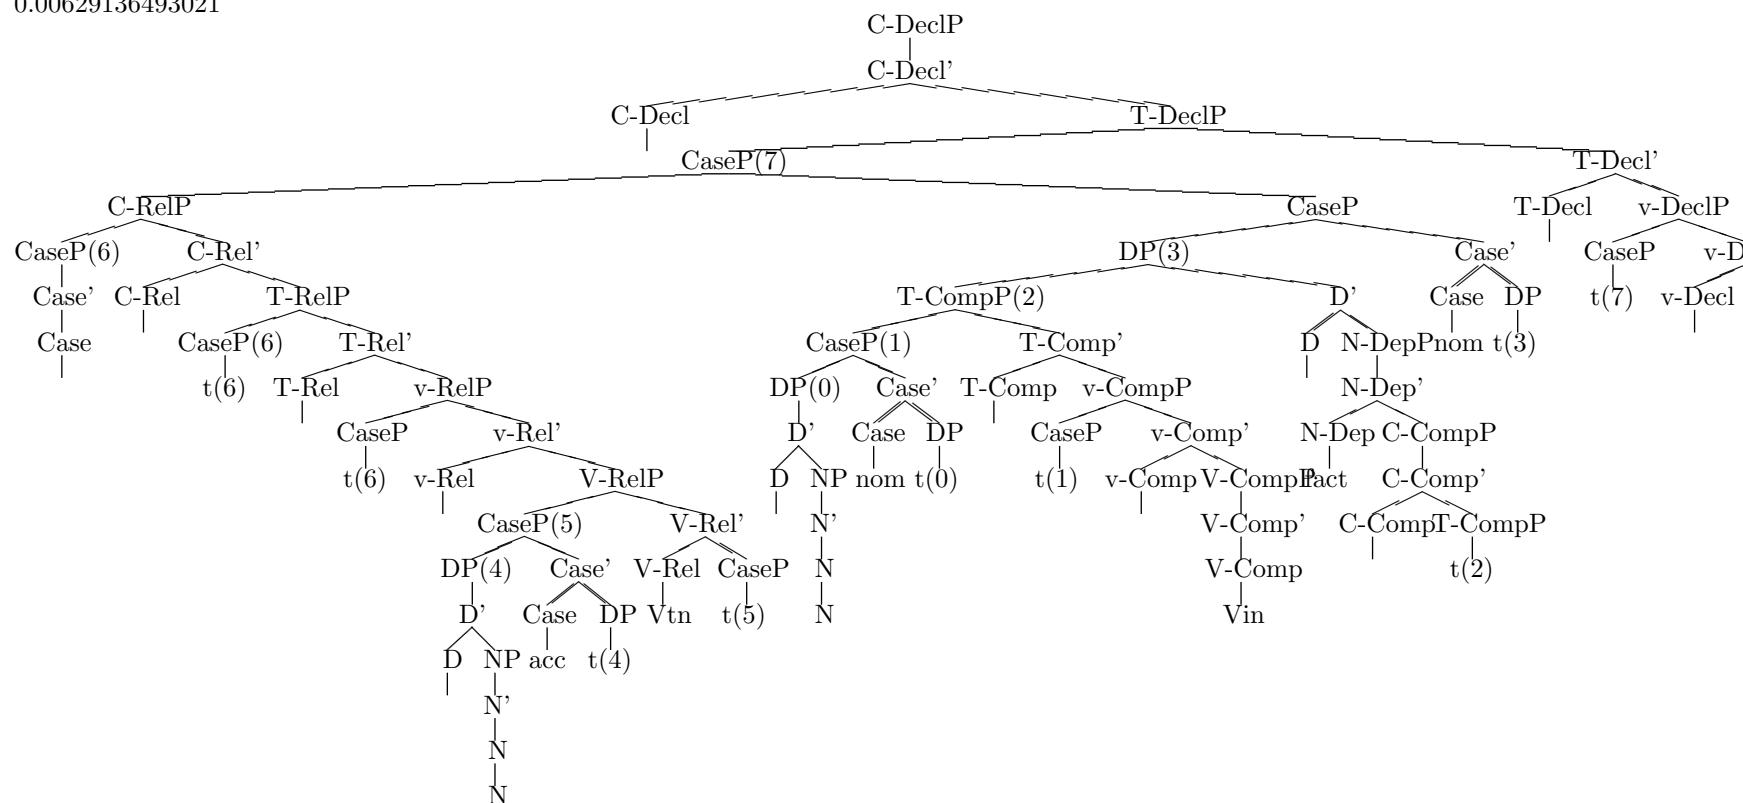 0.00629136493021
C-DeclP
C-Decl’
C-Decl T-DeclP
CaseP(7) T-Decl’
C-RelP CaseP T-Decl v-DeclP
CaseP(6) C-Rel’ DP(3) Case’ CaseP v-D
Case’ C-Rel T-RelP T-CompP(2) D’ Case DP t(7) v-Decl
Case CaseP(6) T-Rel’ CaseP(1) T-Comp’ D N-DepP nom t(3)
t(6) T-Rel v-RelP DP(0) Case’ T-Comp v-CompP N-Dep’
CaseP v-Rel’ D’ Case DP CaseP v-Comp’ N-Dep C-CompP
t(6) v-Rel V-RelP D NP nom t(0) t(1) v-Comp V-CompP fact C-Comp’
CaseP(5) V-Rel’ N’ V-Comp’ C-Comp T-CompP
DP(4) Case’ V-Rel CaseP N V-Comp t(2)
D’ Case DP Vtn t(5) N Vin
D NP acc t(4)
N’
N
N